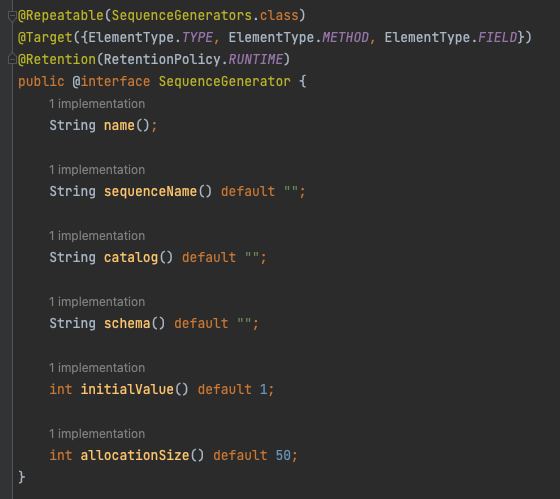 @Repeatable(SequenceGenerators.class)
@Target({ElementType.TYPE, ElementType.METHOD, ElementType.FIELD})
@Retention(RetentionPolicy.RUNTIME)
public @interface SequenceGenerator {
1 implementation
String name();
1 implementation
String sequenceName() default "";
1 implementation
String catalog() default "";
1 implementation
String schema() default "";
1 implementation
int initialValue() default 1;
1 implementation
int allocationSize() default 50;
}